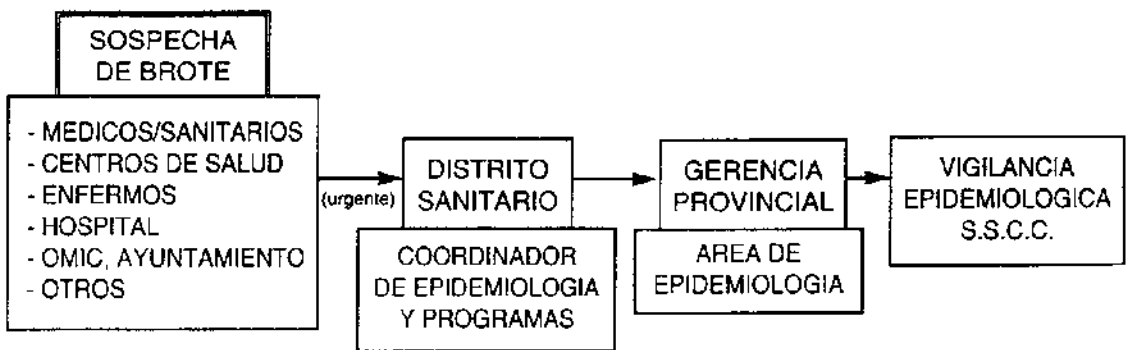 SOSPECHA
DE BROTE
- MEDICOS/SANITARIOS
- CENTROS DE SALUD
- ENFERMOS
- HOSPITAL
- OMIC, AYUNTAMIENTO
- OTROS
(urgente)
DISTRITO
SANITARIO
COORDINADOR
DE EPIDEMIOLOGIA
Y PROGRAMAS
GERENCIA
PROVINCIAL
AREA DE
EPIDEMIOLOGIA
VIGILANCIA
EPIDEMIOLOGICA
S.S.C.C.